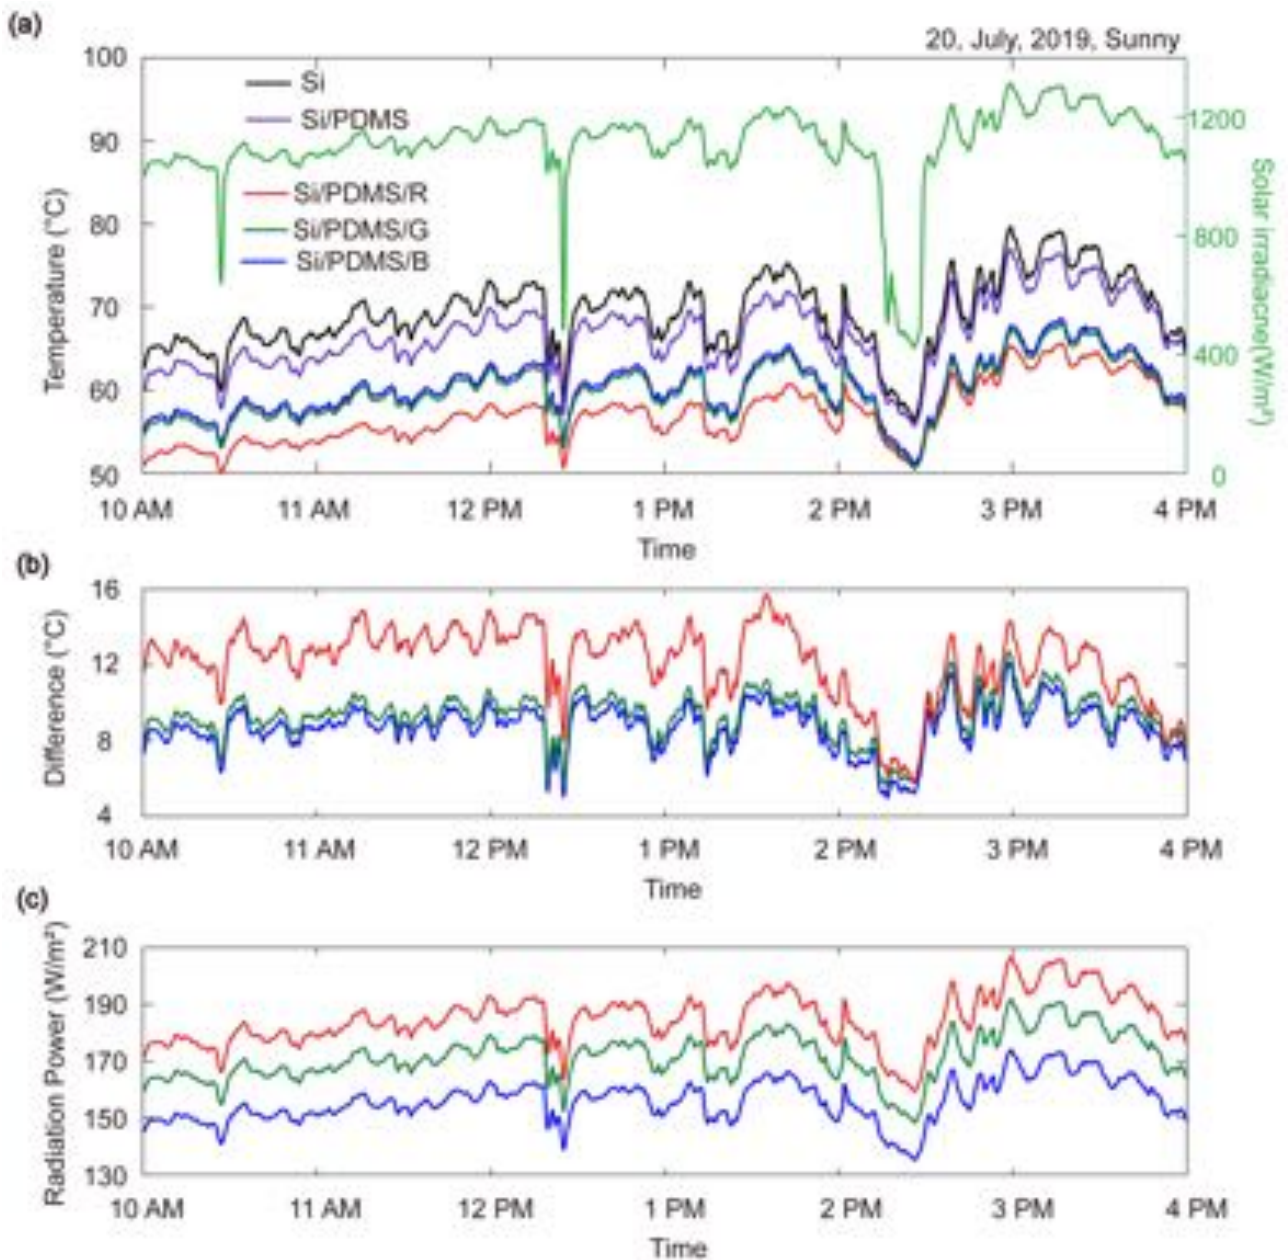 (a)
20, July, 2019, Sunny
Si
Si/PDMS
Si/PDMS/R
Si/PDMS/G
Si/PDMS/B
Temperature (°C)
100
90
80
70
60
50
1200
800
400
0
Solar irradiacne(W/m²)
10 AM 11 AM 12 PM 1 PM 2 PM 3 PM 4 PM
Time
(b)
Difference (°C)
16
12
8
4
10 AM 11 AM 12 PM 1 PM 2 PM 3 PM 4 PM
Time
(c)
Radiation Power (W/m²)
210
190
170
150
130
10 AM 11 AM 12 PM 1 PM 2 PM 3 PM 4 PM
Time